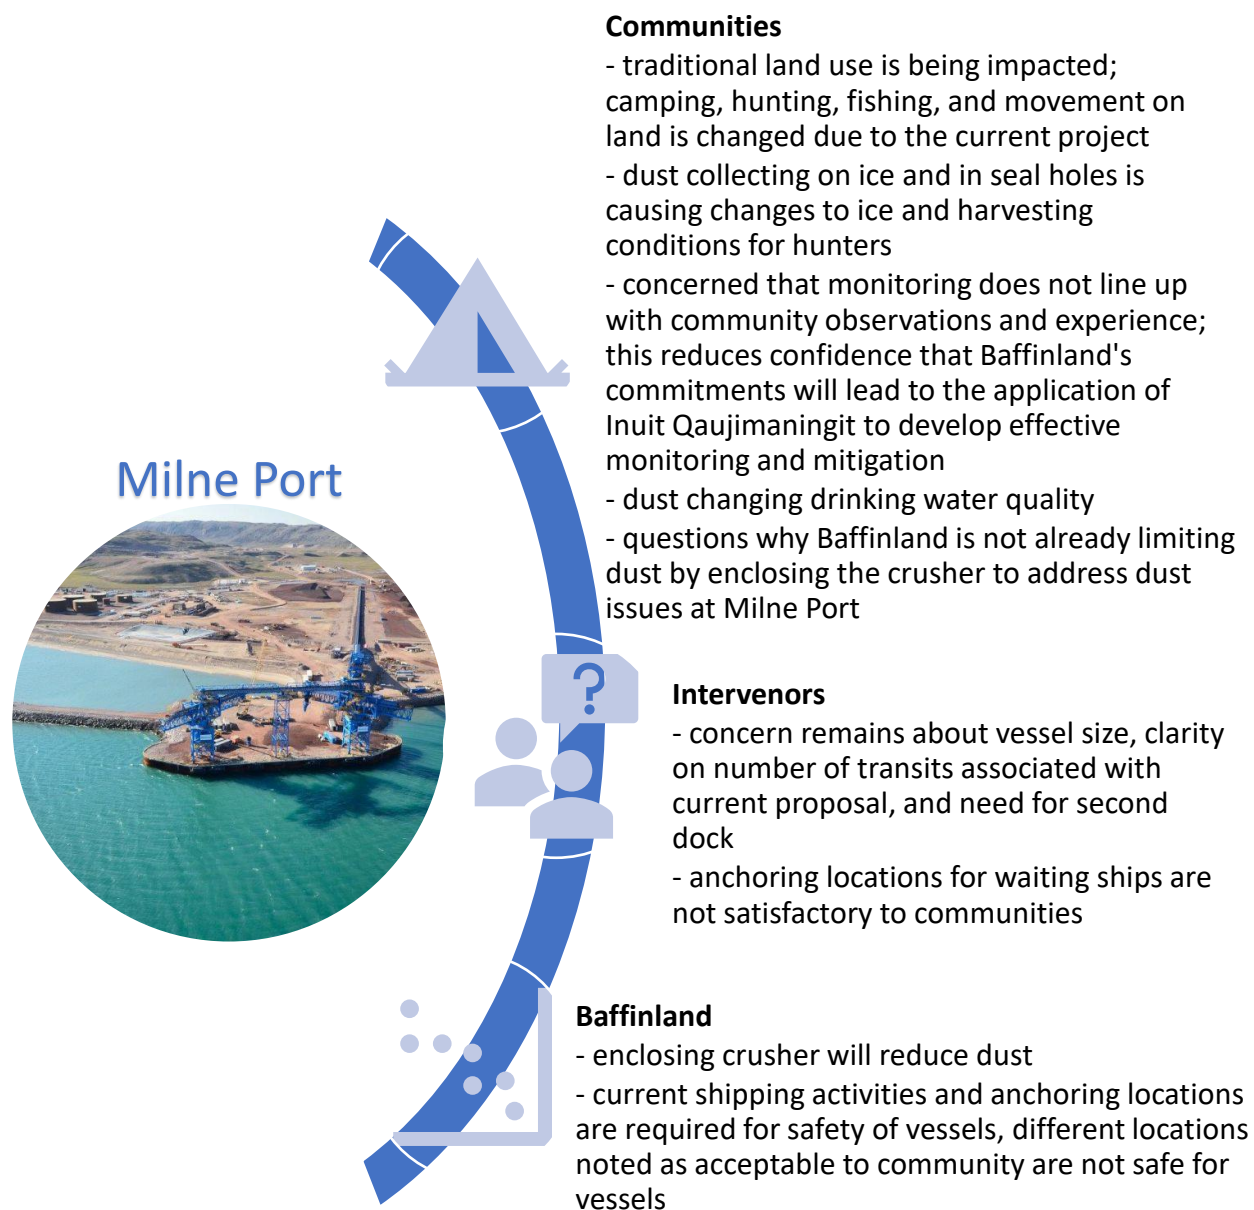 Communities
- traditional land use is being impacted;
camping, hunting, fishing, and movement on
land is changed due to the current project
- dust collecting on ice and in seal holes is
causing changes to ice and harvesting
conditions for hunters
- concerned that monitoring does not line up
with community observations and experience;
this reduces confidence that Baffinland's
commitments will lead to the application of
Inuit Qaujimaningit to develop effective
monitoring and mitigation
- dust changing drinking water quality
- questions why Baffinland is not already limiting
dust by enclosing the crusher to address dust
issues at Milne Port
Milne Port
?
Intervenors
- concern remains about vessel size, clarity
on number of transits associated with
current proposal, and need for second
dock
- anchoring locations for waiting ships are
not satisfactory to communities
Baffinland
- enclosing crusher will reduce dust
- current shipping activities and anchoring locations
are required for safety of vessels, different locations
noted as acceptable to community are not safe for
vessels